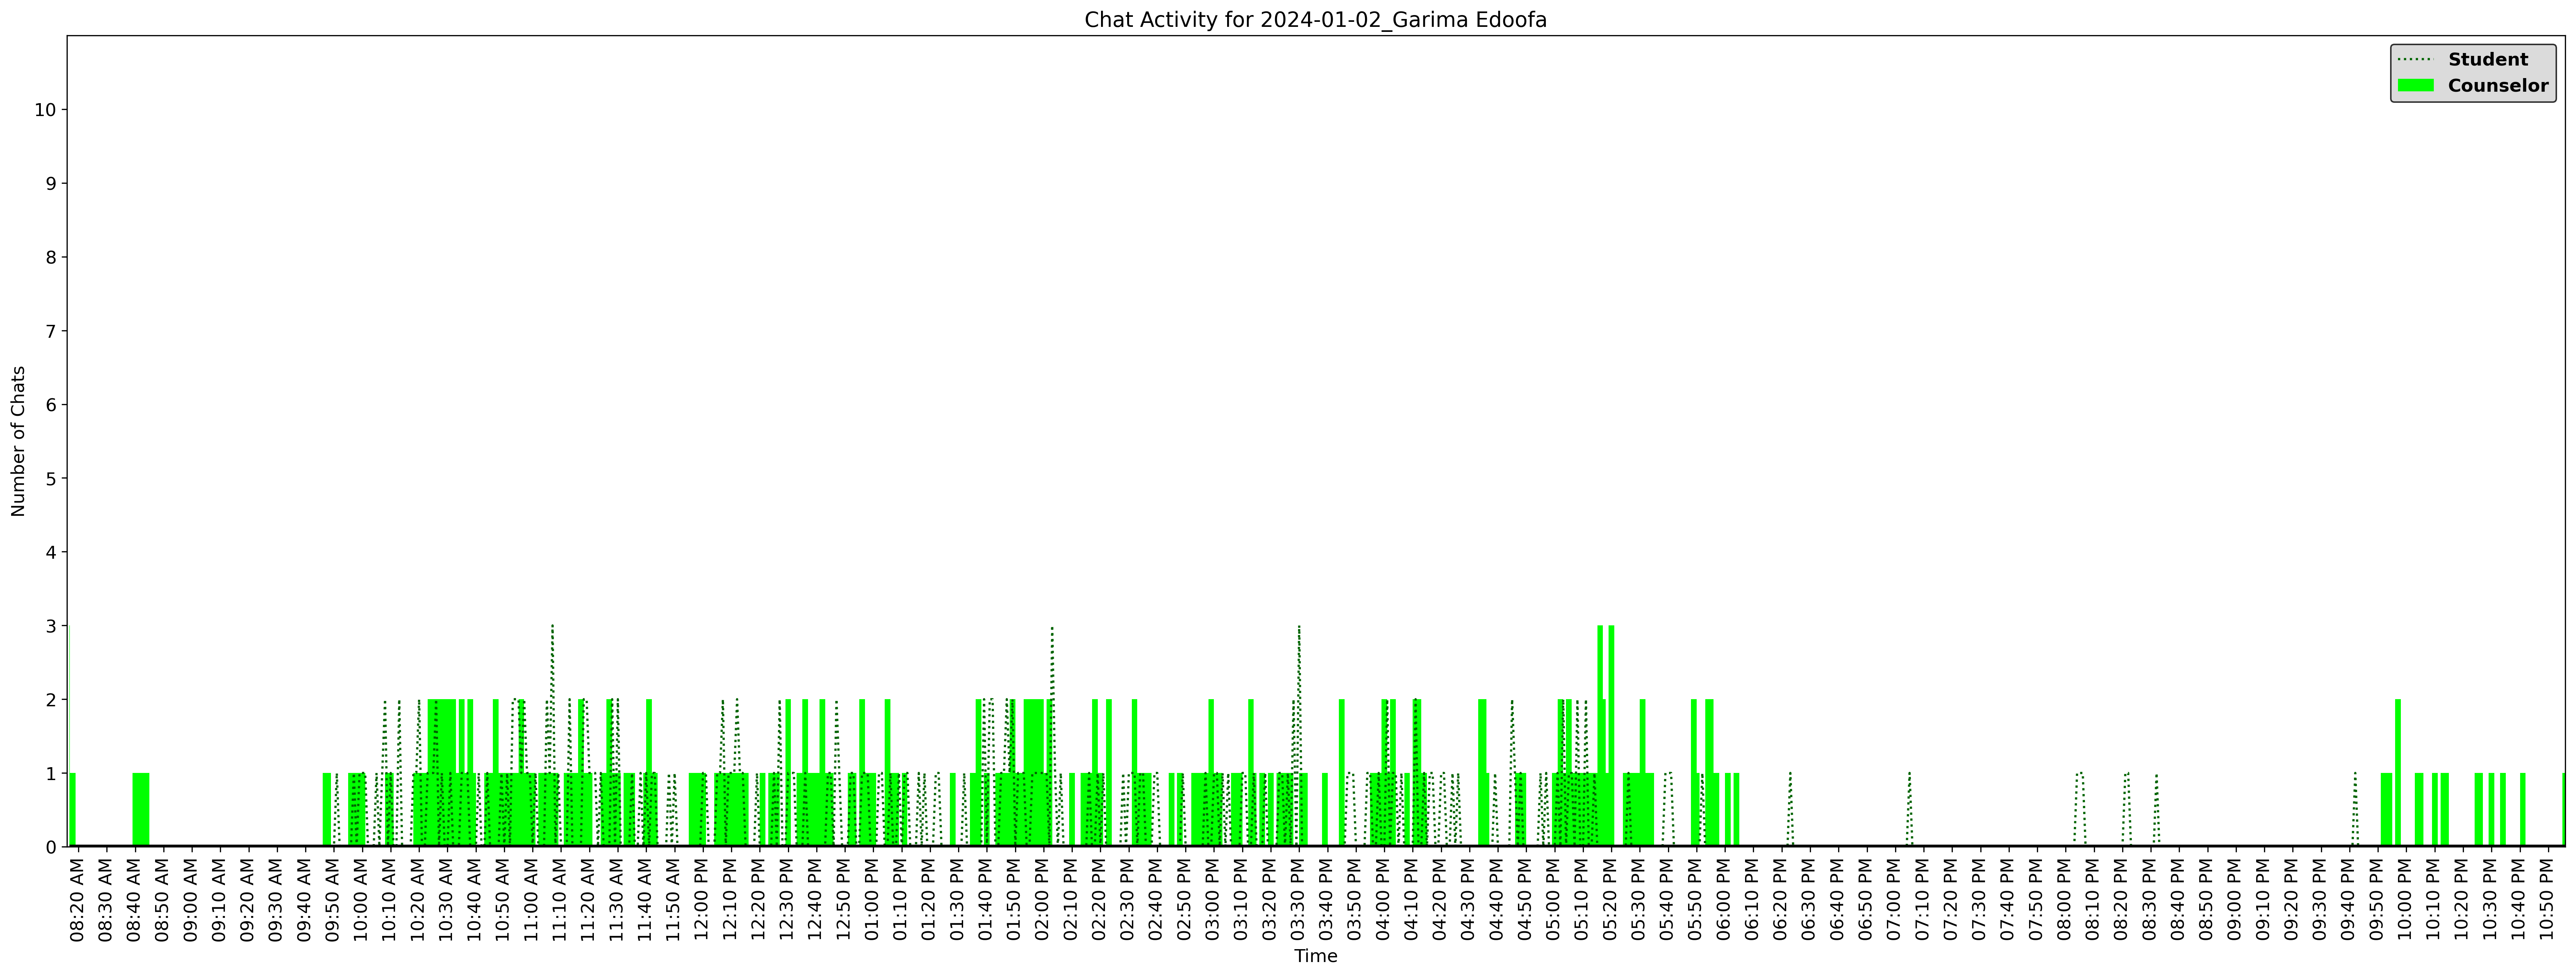 Chat Activity for 2024-01-02_Garima Edoofa
Student
Counselor
Number of Chats
10
9
8
7
6
5
4
3
2
1
0
08:20 AM
08:30 AM
08:40 AM
08:50 AM
09:00 AM
09:10 AM
09:20 AM
09:30 AM
09:40 AM
09:50 AM
10:00 AM
10:10 AM
10:20 AM
10:30 AM
10:40 AM
10:50 AM
11:00 AM
11:10 AM
11:20 AM
11:30 AM
11:40 AM
11:50 AM
12:00 PM
12:10 PM
12:20 PM
12:30 PM
12:40 PM
12:50 PM
01:00 PM
01:10 PM
01:20 PM
01:30 PM
01:40 PM
01:50 PM
02:00 PM
02:10 PM
02:20 PM
02:30 PM
02:40 PM
02:50 PM
03:00 PM
03:10 PM
03:20 PM
03:30 PM
03:40 PM
03:50 PM
04:00 PM
04:10 PM
04:20 PM
04:30 PM
04:40 PM
04:50 PM
05:00 PM
05:10 PM
05:20 PM
05:30 PM
05:40 PM
05:50 PM
06:00 PM
06:10 PM
06:20 PM
06:30 PM
06:40 PM
06:50 PM
07:00 PM
07:10 PM
07:20 PM
07:30 PM
07:40 PM
07:50 PM
08:00 PM
08:10 PM
08:20 PM
08:30 PM
08:40 PM
08:50 PM
09:00 PM
09:10 PM
09:20 PM
09:30 PM
09:40 PM
09:50 PM
10:00 PM
10:10 PM
10:20 PM
10:30 PM
10:40 PM
10:50 PM
Time